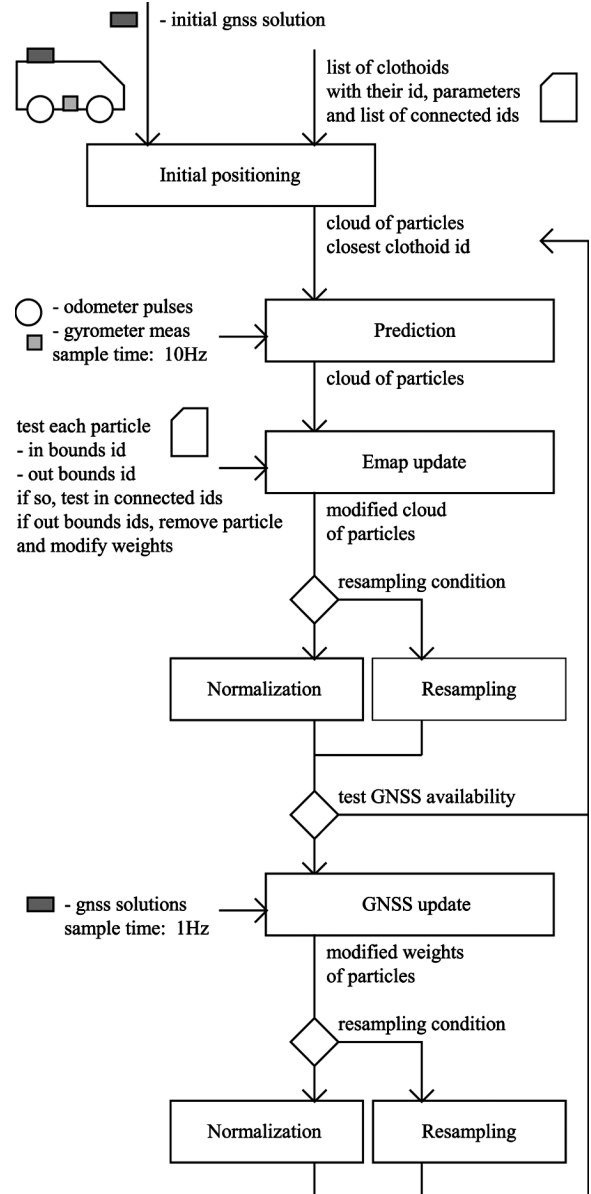 - initial gnss solution
list of clothoids
with their id, parameters
and list of connected ids
Initial positioning
cloud of particles
closest clothoid id
- odometer pulses
- gyrometer meas
sample time: 10Hz
Prediction
cloud of particles
test each particle
- in bounds id
- out bounds id
if so, test in connected ids
if out bounds ids, remove particle
and modify weights
Emap update
modified cloud
of particles
resampling condition
Normalization
Resampling
test GNSS availability
- gnss solutions
sample time: 1Hz
GNSS update
modified weights
of particles
resampling condition
Normalization
Resampling